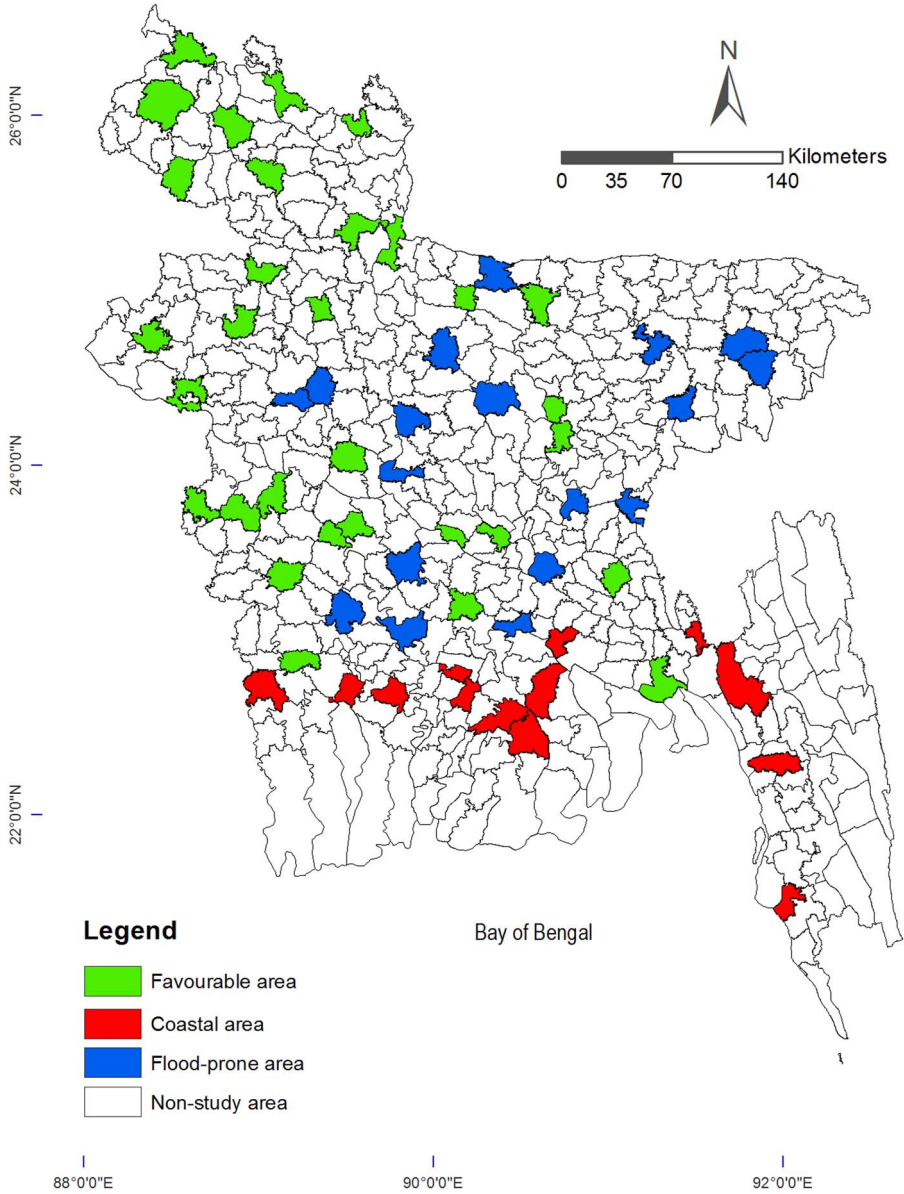 N
26°0'0"N
Kilometers
0 35 70 140
24°0'0"N
22°0'0"N
Legend
Bay of Bengal
Favourable area
Coastal area
Flood-prone area
Non-study area
88°0'0"E 90°0'0"E 92°0'0"E